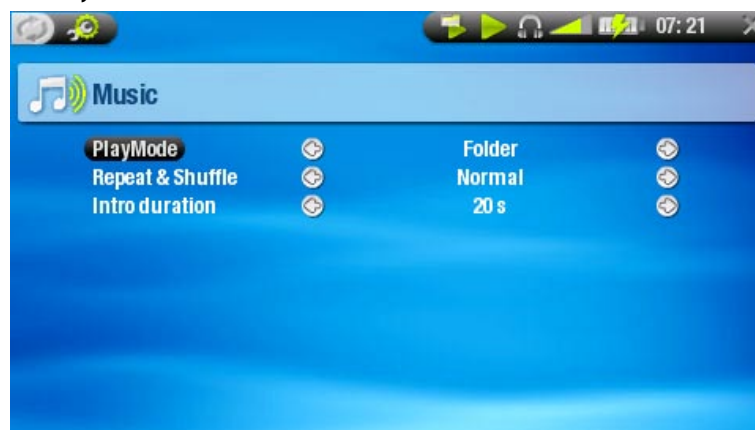 07:21
Music
PlayMode Folder
Repeat & Shuffle Normal
Intro duration 20 s